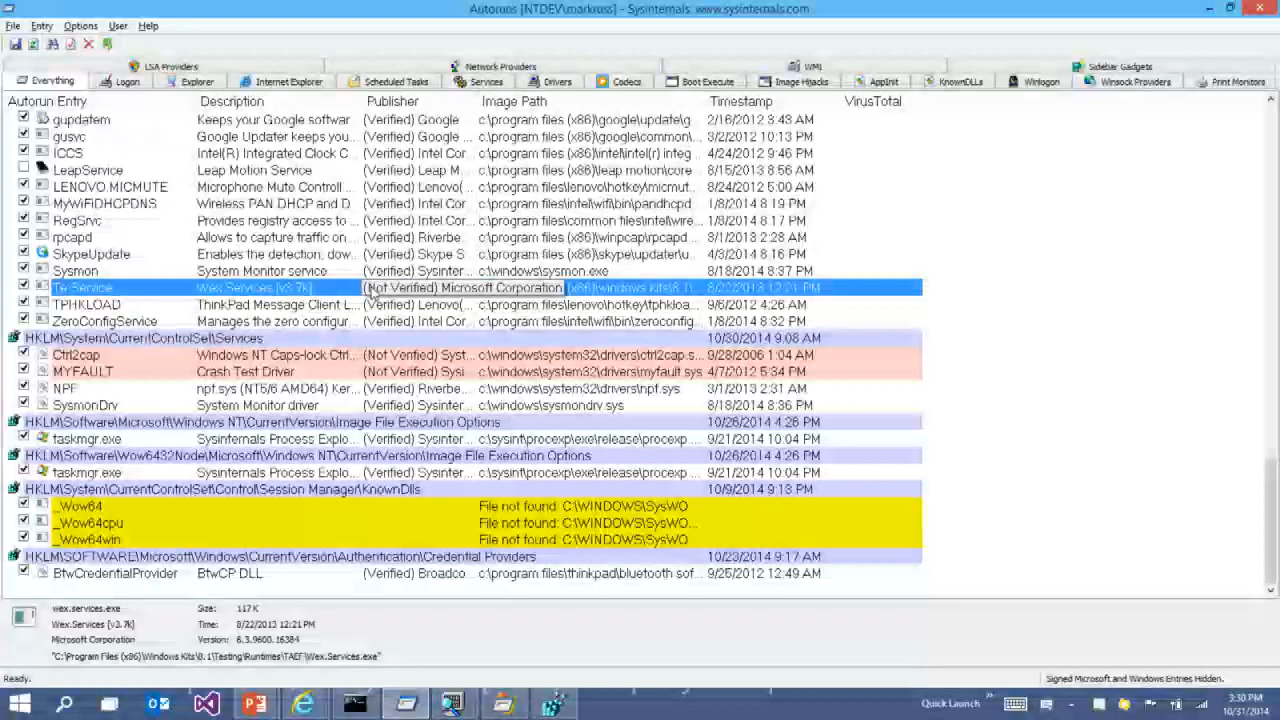 Autoruns [NTDEV\markruss] - Sysinternals: www.sysinternals.com
File Entry Options User Help
LSA Providers Network Providers WMI Sidebar Gadgets
Everything Logon Explorer Internet Explorer Scheduled Tasks Services Drivers Codecs Boot Execute Image Hijacks AppInit KnownDLLs Winlogon Winsock Providers Print Monitors
Autorun Entry Description Publisher Image Path Timestamp VirusTotal
gupdatem Keeps your Google softwar (Verified) Google c:\program files (x86)\google\update\g 2/16/2012 3:43 AM
gusvc Google Updater keeps you... (Verified) Google c:\program files (x86)\google\common\... 3/2/2012 10:13 PM
ICCS Intel(R) Integrated Clock C... (Verified) Intel Cor c:\program files (x86)\intel\intel(r) integ 4/24/2012 9:46 PM
LeapService Leap Motion Service (Verified) Leap M... c:\program files (x86)\leap motion\core 8/15/2013 8:56 AM
LENOVO.MICMUTE Microphone Mute Controll ... (Verified) Lenovo(... c:\program files\lenovo\hotkey\micmut... 8/24/2012 5:00 AM
MyWiFiDHCPDNS Wireless PAN DHCP and D (Verified) Intel Cor c:\program files\intel\wifi\bin\pandhcpd 1/8/2014 8:19 PM
RegSrvc Provides registry access to (Verified) Intel Cor c:\program files\common files\intel\wire... 1/8/2014 8:17 PM
rpcapd Allows to capture traffic on... (Verified) Riverbe... c:\program files (x86)\winpcap\rpcapd ... 3/1/2013 2:28 AM
SkypeUpdate Enables the detection, dow... (Verified) Skype S c:\program files (x86)\skype\updater\u 4/3/2014 8:16 PM
Sysmon System Monitor service (Verified) Sysinter... c:\windows\sysmon.exe 8/18/2014 3:37 PM
Te.Service Wex.Services [v3.7k] (Not Verified) Microsoft Corporation (x86)\windows kits\8.1\... 8/22/2013 12:21 PM
TPHKLOAD ThinkPad Message Client L... (Verified) Lenovo(... c:\program files\lenovo\hotkey\tphkloa... 9/6/2012 4:26 AM
ZeroConfigService Manages the zero configur... (Verified) Intel Cor c:\program files\intel\wifi\bin\zeroconfig... 1/8/2014 8:32 PM
HKLM\System\CurrentControlSet\Services 10/30/2014 9:08 AM
Ctrl2cap Windows NT Caps-lock Ctrl... (Not Verified) Syst... c:\windows\system32\drivers\ctrl2cap.s... 9/28/2006 1:04 AM
MYFAULT Crash Test Driver (Not Verified) Sysi c:\windows\system32\drivers\myfault.sys 4/7/2012 5:34 PM
NPF npf.sys (NT5/6 AMD64) Ker... (Verified) Riverbe... c:\windows\system32\drivers\npf.sys 3/1/2013 2:31 AM
SysmonDrv System Monitor driver (Verified) Sysinter... c:\windows\sysmondrv.sys 8/18/2014 8:36 PM
HKLM\Software\Microsoft\Windows NT\CurrentVersion\Image File Execution Options 10/26/2014 4:26 PM
taskmgr.exe Sysinternals Process Explo... (Verified) Sysinter... c:\sysint\procexp\exe\release\procexp... 9/21/2014 10:04 PM
HKLM\Software\Wow6432Node\Microsoft\Windows NT\CurrentVersion\Image File Execution Options 10/26/2014 4:26 PM
taskmgr.exe Sysinternals Process Explo... (Verified) Sysinter... c:\sysint\procexp\exe\release\procexp... 9/21/2014 10:04 PM
HKLM\System\CurrentControlSet\Control\Session Manager\KnownDlls 10/9/2014 9:13 PM
_Wow64 File not found: C:\WINDOWS\SysWO
_Wow64cpu File not found: C:\WINDOWS\SysWO...
_Wow64win File not found: C:\WINDOWS\SysWO
HKLM\SOFTWARE\Microsoft\Windows\CurrentVersion\Authentication\Credential Providers 10/23/2014 9:17 AM
BtwCredentialProvider BtwCP DLL (Verified) Broadco... c:\program files\thinkpad\bluetooth sof... 9/25/2012 12:49 AM
wex.services.exe Size: 117 K
Wex.Services [v3.7k] Time: 8/22/2013 12:21 PM
Microsoft Corporation Version: 6.3.9600.16384
"C:\Program Files (x86)\Windows Kits\8.1\Testing\Runtimes\TAEF\Wex.Services.exe"
Ready. Signed Microsoft and Windows Entries Hidden.
Quick Launch 3:30 PM
10/31/2014